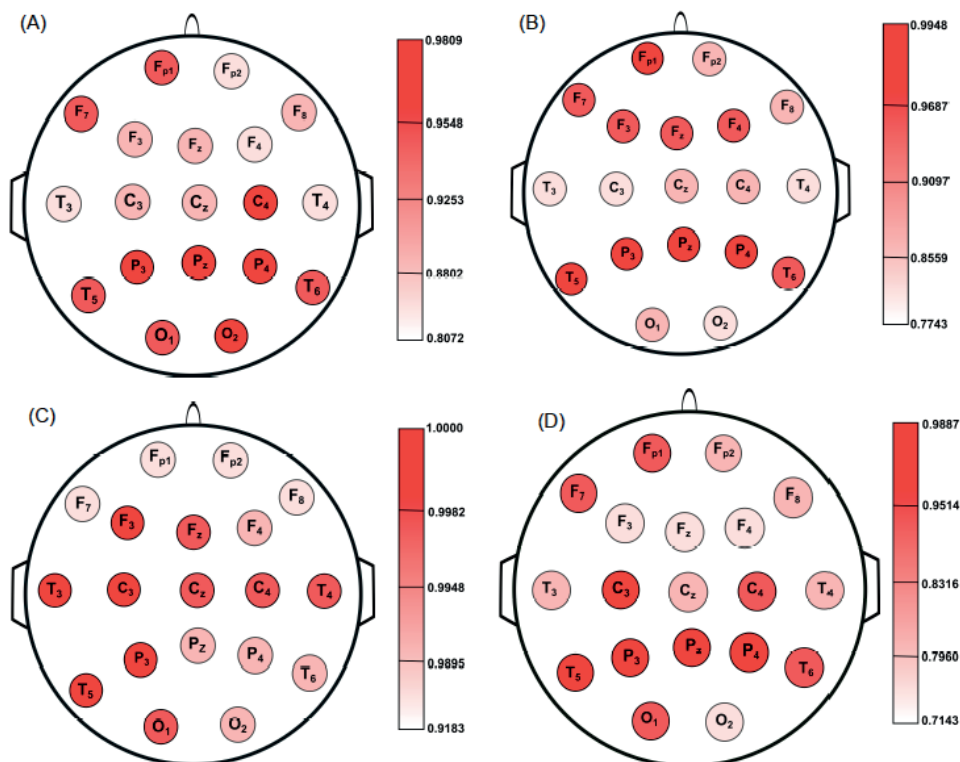 (A)
Fp1 Fp2
F7 F8
F3 Fz F4
T3 C3 Cz C4 T4
P3 Pz P4
T5 T6
O1 O2
0.9809
0.9548
0.9253
0.8802
0.8072
(B)
Fp1 Fp2
F7 F8
F3 Fz F4
T3 C3 Cz C4 T4
P3 Pz P4
T5 T6
O1 O2
0.9948
0.9687
0.9097
0.8559
0.7743
(C)
Fp1 Fp2
F7 F8
F3 Fz F4
T3 C3 Cz C4 T4
P3 PZ P4
T5 T6
O1 O2
1.0000
0.9982
0.9948
0.9895
0.9183
(D)
Fp1 Fp2
F7 F8
F3 Fz F4
T3 C3 Cz C4 T4
P3 Pz P4
T5 T6
O1 O2
0.9887
0.9514
0.8316
0.7960
0.7143